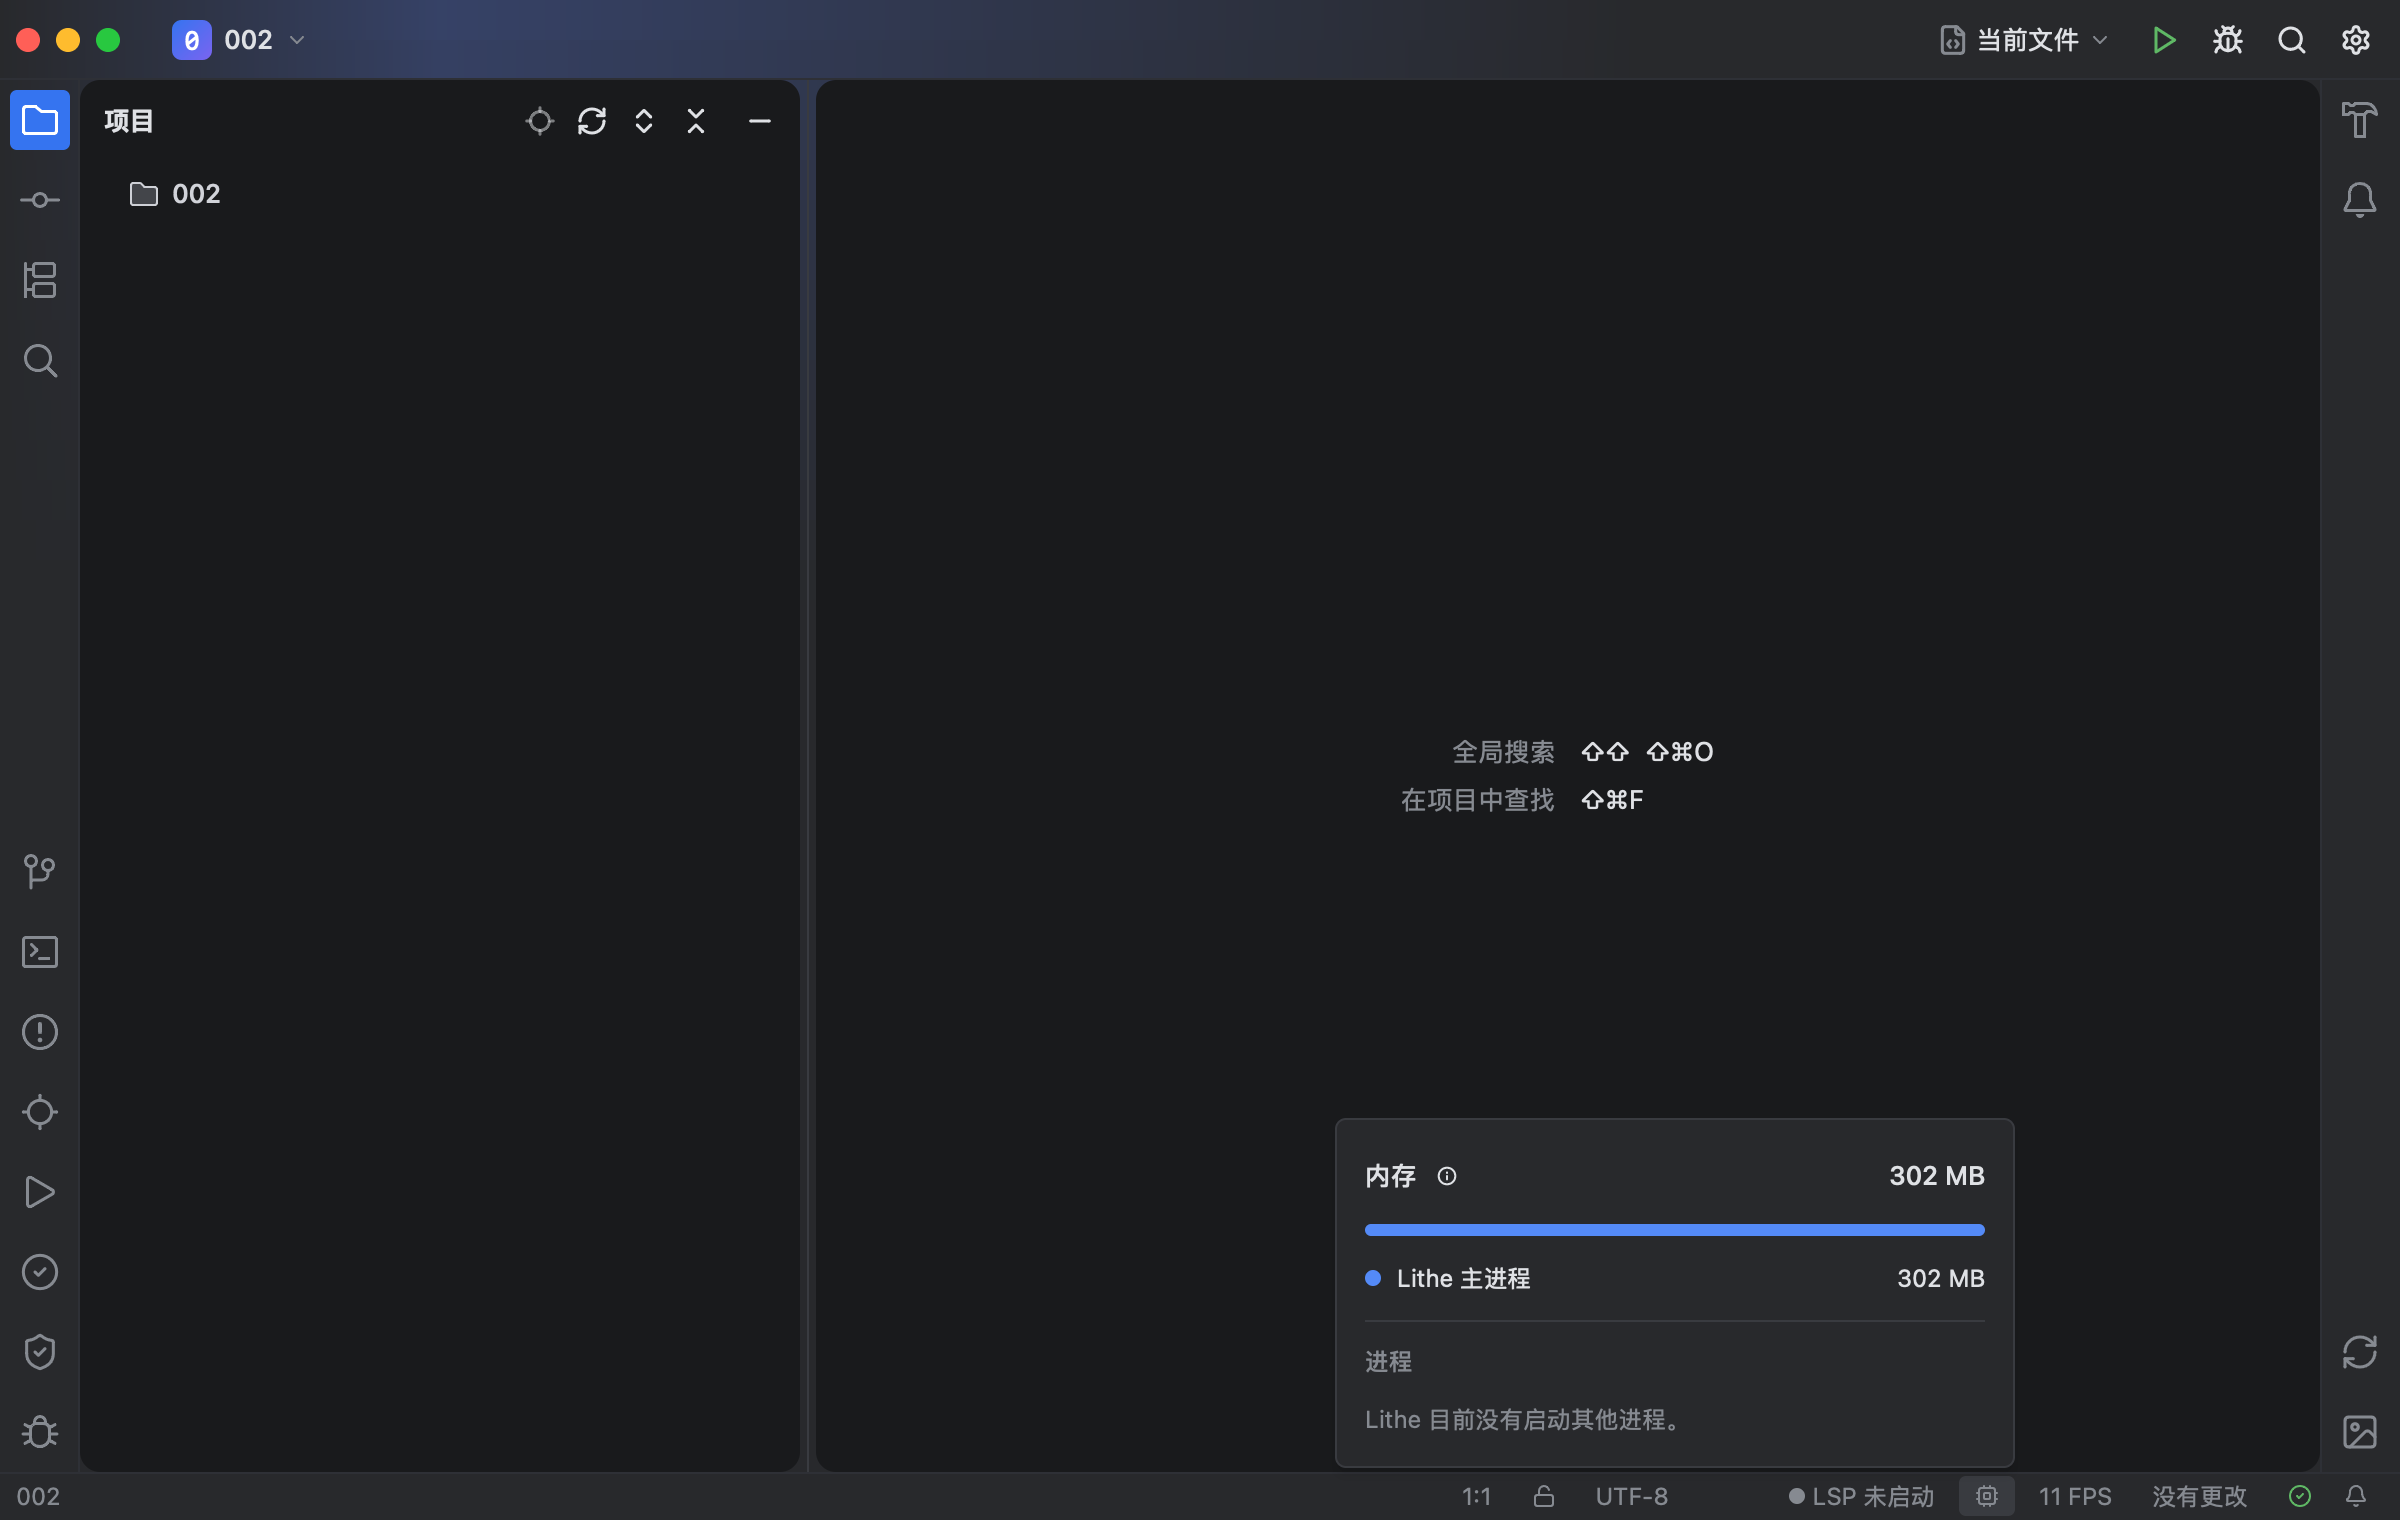 0 002
当前文件
项目
002
全局搜索 ⇧⇧ ⇧⌘O
在项目中查找 ⇧⌘F
内存 302 MB
Lithe 主进程 302 MB
进程
Lithe 目前没有启动其他进程。
002 1:1 UTF-8 LSP 未启动 11 FPS 没有更改